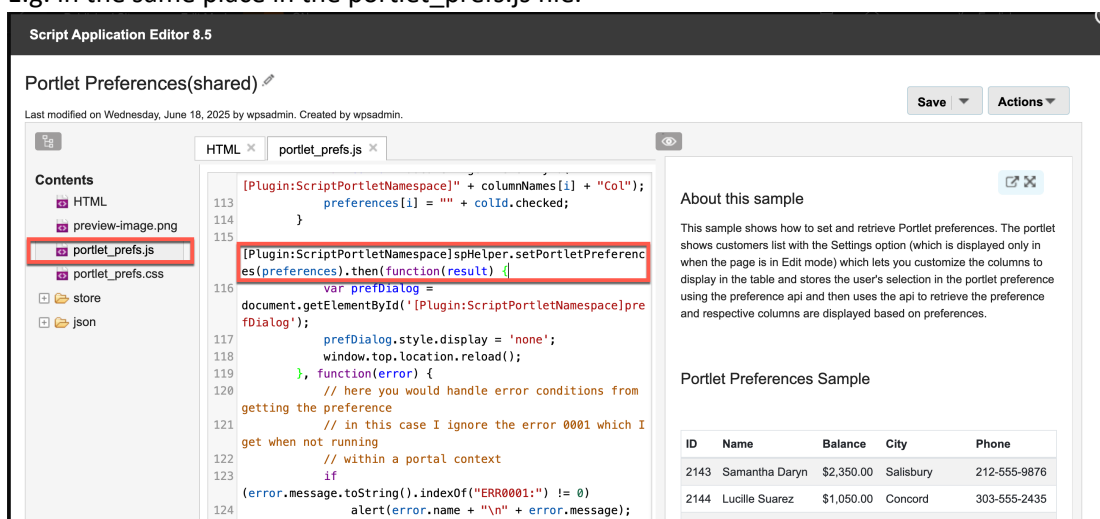 E.g. in the same place in the portlet_prefs.js file.
Script Application Editor 8.5
Portlet Preferences(shared)
Save
Actions
Last modified on Wednesday, June 18, 2025 by wpsadmin. Created by wpsadmin.
HTML ×
portlet_prefs.js ×
Contents
HTML
preview-image.png
portlet_prefs.js
portlet_prefs.css
store
json
[Plugin:ScriptPortletNamespace]" + columnNames[i] + "Col");
113 preferences[i] = "" + colId.checked;
114 }
115
[Plugin:ScriptPortletNamespace]spHelper.setPortletPreferenc
es(preferences).then(function(result) {
116 var prefDialog =
document.getElementById('[Plugin:ScriptPortletNamespace]pre
fDialog');
117 prefDialog.style.display = 'none';
118 window.top.location.reload();
119 }, function(error) {
120 // here you would handle error conditions from
getting the preference
121 // in this case I ignore the error 0001 which I
get when not running
122 // within a portal context
123 if
(error.message.toString().indexOf("ERR0001:") != 0)
124 alert(error.name + "\n" + error.message);
About this sample
This sample shows how to set and retrieve Portlet preferences. The portlet
shows customers list with the Settings option (which is displayed only in
when the page is in Edit mode) which lets you customize the columns to
display in the table and stores the user's selection in the portlet preference
using the preference api and then uses the api to retrieve the preference
and respective columns are displayed based on preferences.
Portlet Preferences Sample
ID Name Balance City Phone
2143 Samantha Daryn $2,350.00 Salisbury 212-555-9876
2144 Lucille Suarez $1,050.00 Concord 303-555-2435